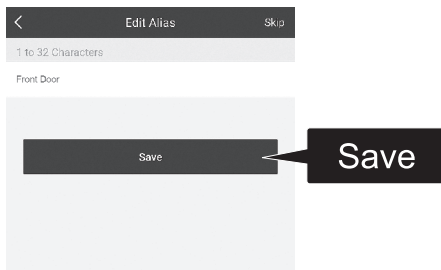 Edit Alias Skip
1 to 32 Characters
Front Door
Save
Save